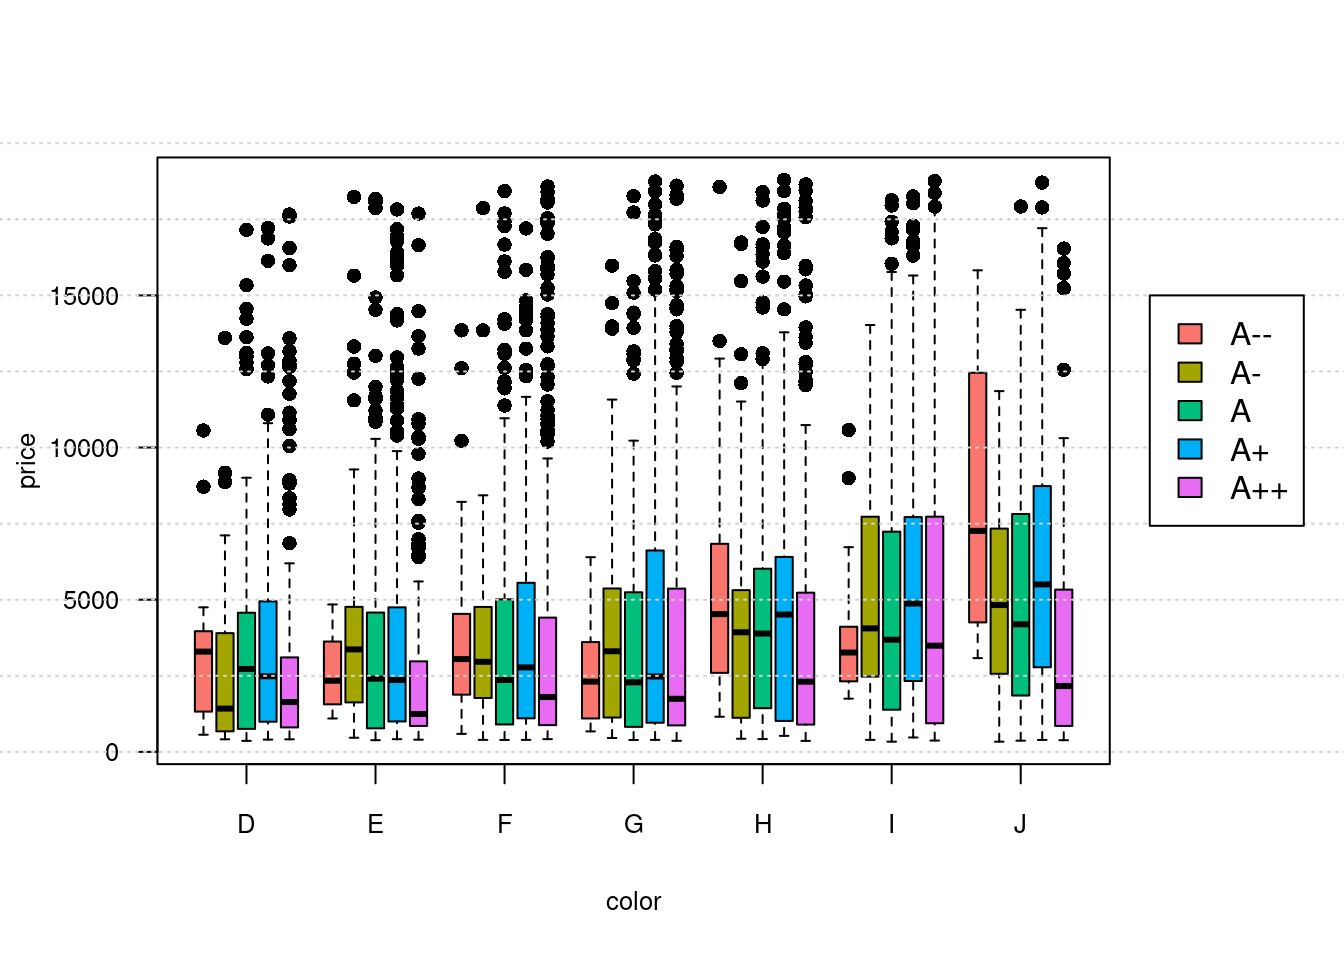 price
15000
10000
5000
0
D E F G H I J
color
A--
A-
A
A+
A++